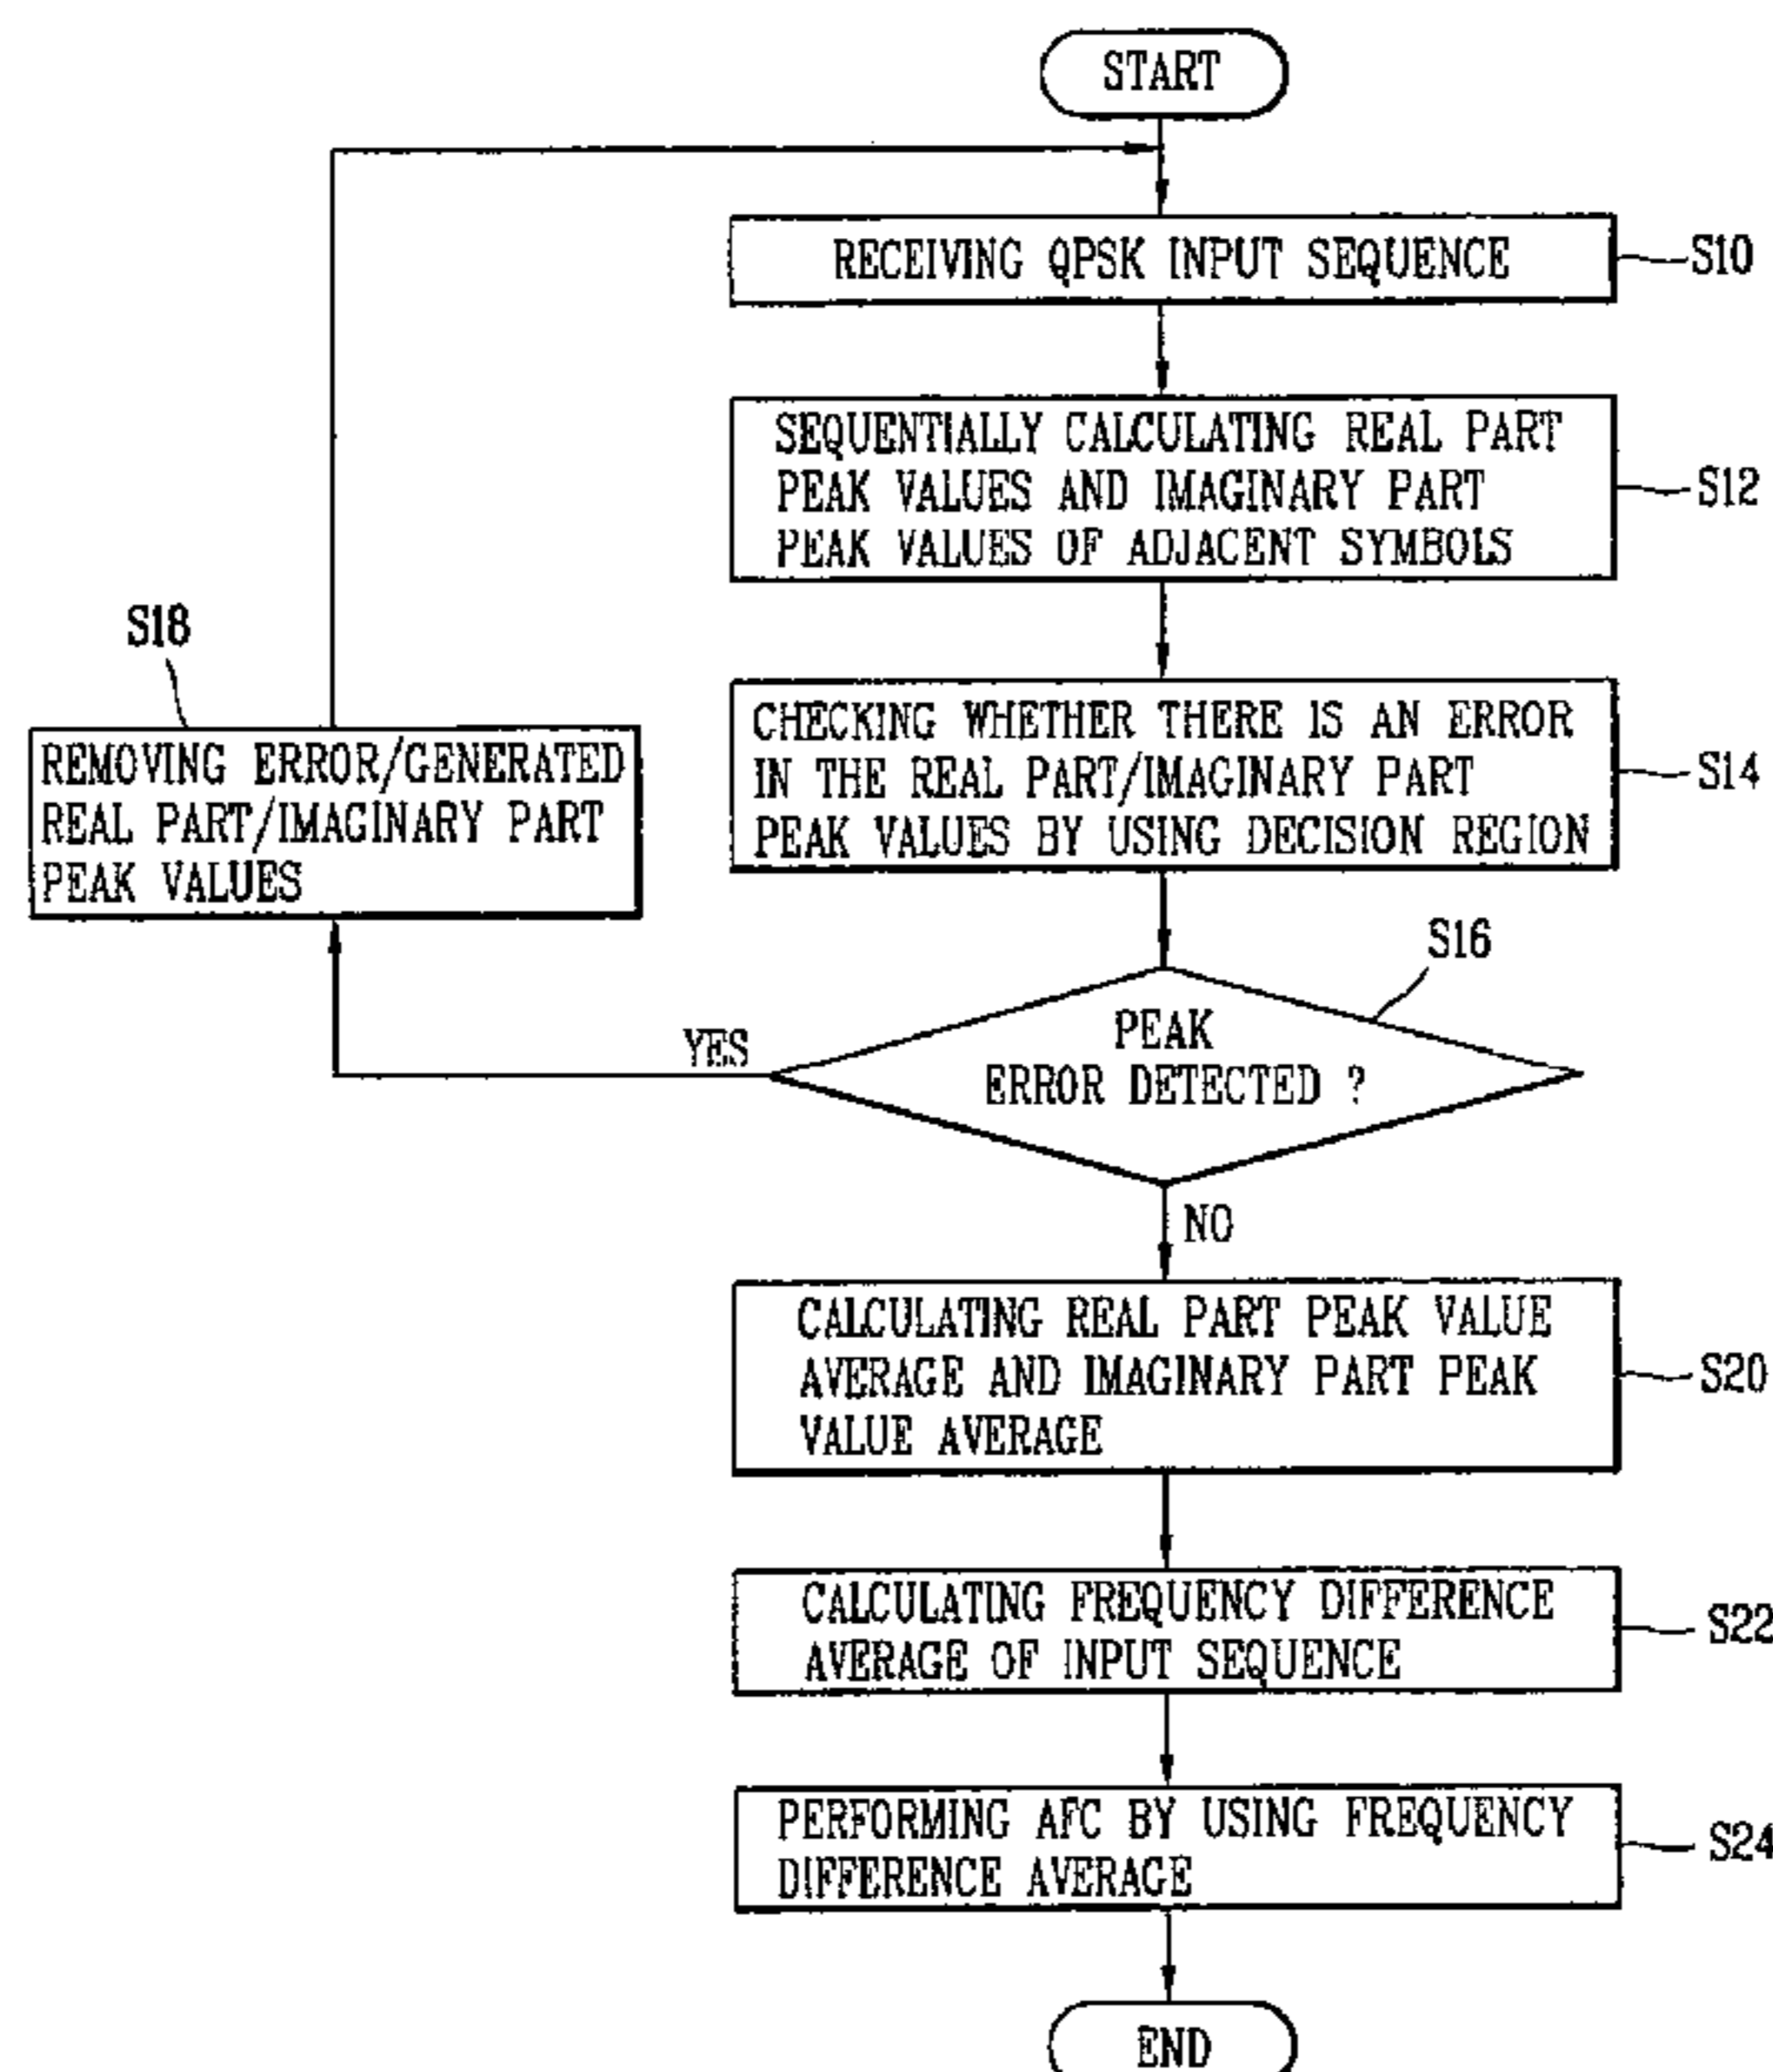 START
RECEIVING QPSK INPUT SEQUENCE
S10
SEQUENTIALLY CALCULATING REAL PART
PEAK VALUES AND IMAGINARY PART
PEAK VALUES OF ADJACENT SYMBOLS
S12
CHECKING WHETHER THERE IS AN ERROR
IN THE REAL PART/IMAGINARY PART
PEAK VALUES BY USING DECISION REGION
S14
S18
REMOVING ERROR/GENERATED
REAL PART/IMAGINARY PART
PEAK VALUES
S16
PEAK
ERROR DETECTED ?
YES
NO
CALCULATING REAL PART PEAK VALUE
AVERAGE AND IMAGINARY PART PEAK
VALUE AVERAGE
S20
CALCULATING FREQUENCY DIFFERENCE
AVERAGE OF INPUT SEQUENCE
S22
PERFORMING AFC BY USING FREQUENCY
DIFFERENCE AVERAGE
S24
END